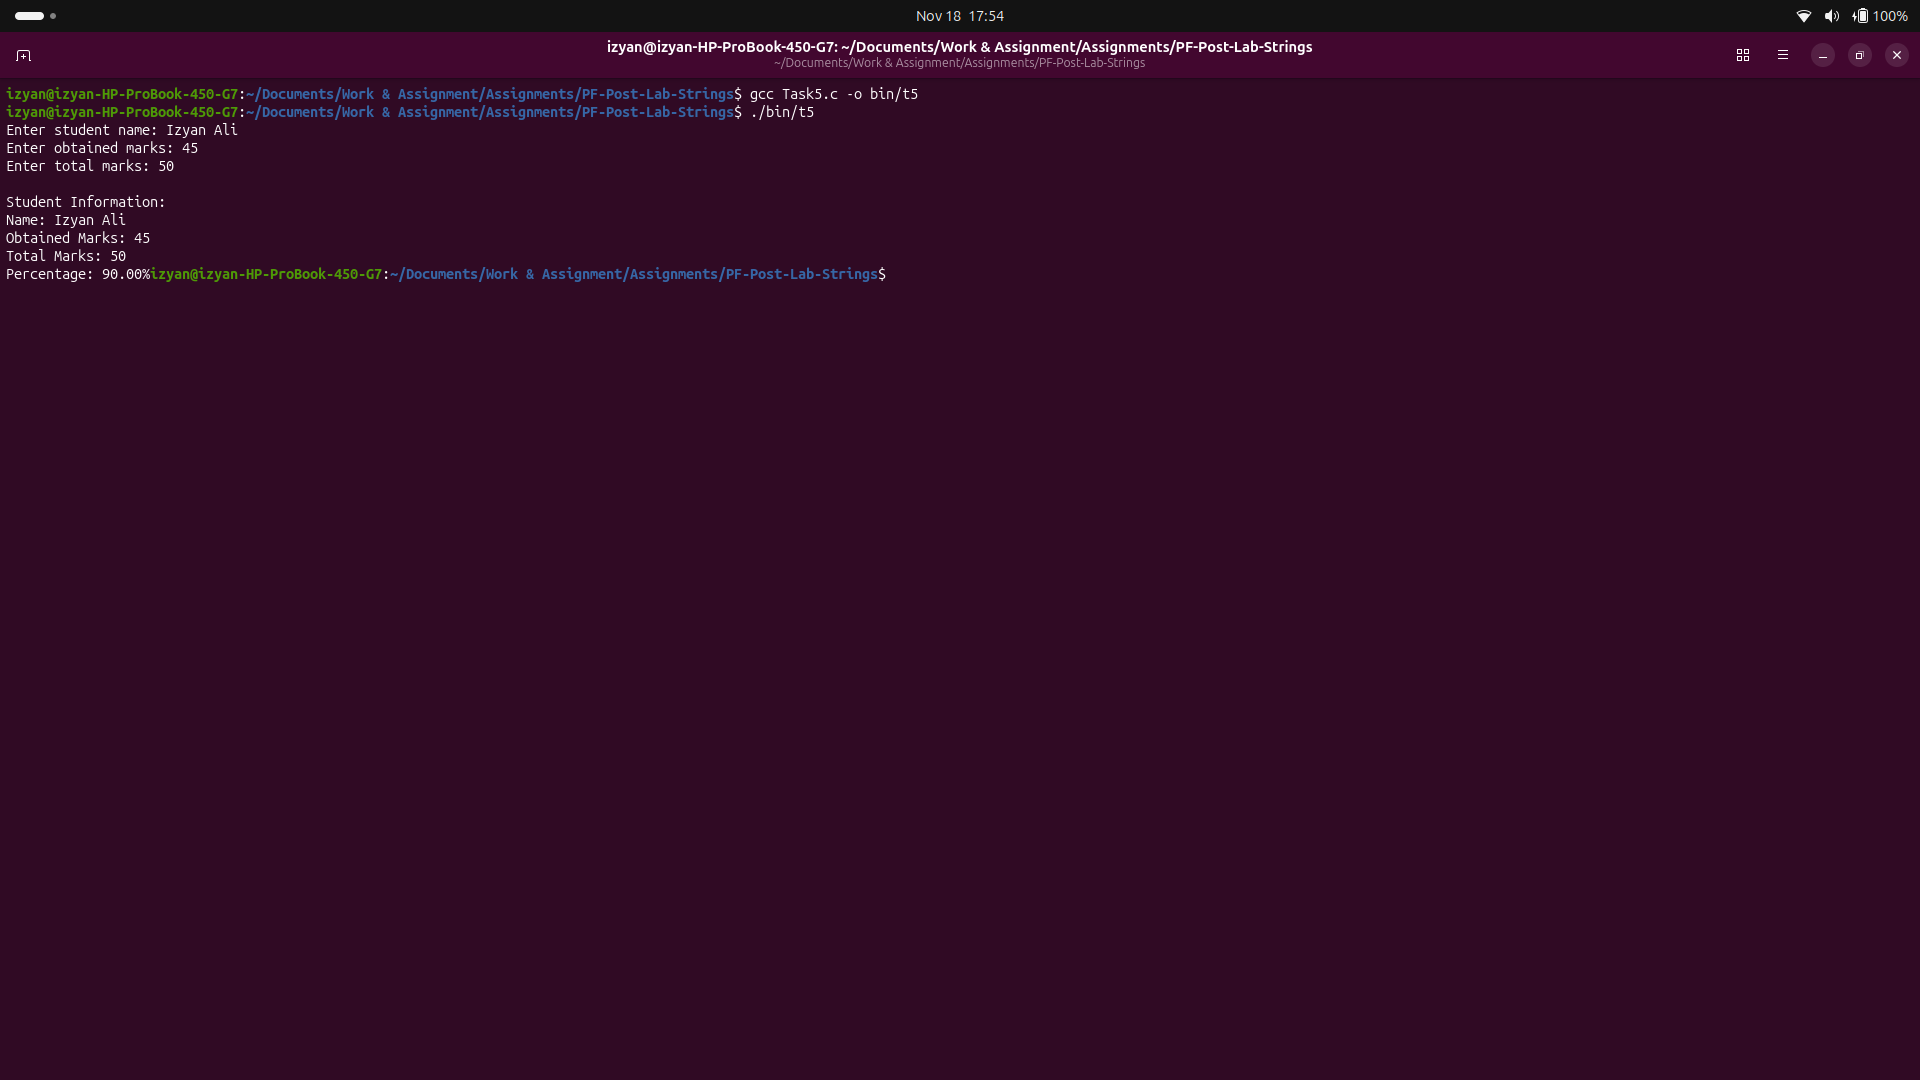 Nov 18 17:54
100%
izyan@izyan-HP-ProBook-450-G7: ~/Documents/Work & Assignment/Assignments/PF-Post-Lab-Strings
~/Documents/Work & Assignment/Assignments/PF-Post-Lab-Strings
izyan@izyan-HP-ProBook-450-G7:~/Documents/Work & Assignment/Assignments/PF-Post-Lab-Strings$ gcc Task5.c -o bin/t5
izyan@izyan-HP-ProBook-450-G7:~/Documents/Work & Assignment/Assignments/PF-Post-Lab-Strings$ ./bin/t5
Enter student name: Izyan Ali
Enter obtained marks: 45
Enter total marks: 50
Student Information:
Name: Izyan Ali
Obtained Marks: 45
Total Marks: 50
Percentage: 90.00%izyan@izyan-HP-ProBook-450-G7:~/Documents/Work & Assignment/Assignments/PF-Post-Lab-Strings$